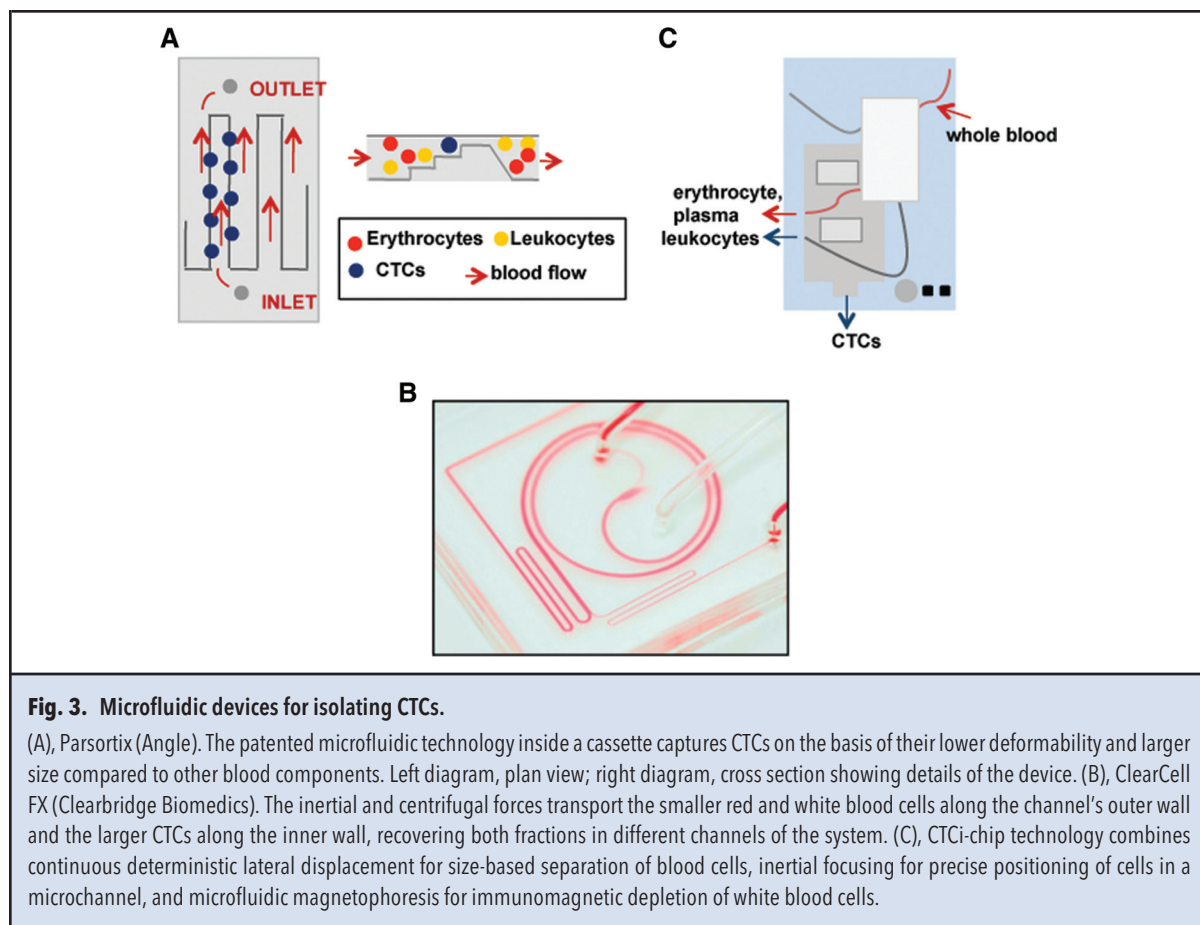 A
OUTLET
INLET
Erythrocytes
Leukocytes
CTCs
blood flow
C
whole blood
erythrocyte,
plasma
leukocytes
CTCs
B
Fig. 3. Microfluidic devices for isolating CTCs.
(A), Parsortix (Angle). The patented microfluidic technology inside a cassette captures CTCs on the basis of their lower deformability and larger
size compared to other blood components. Left diagram, plan view; right diagram, cross section showing details of the device. (B), ClearCell
FX (Clearbridge Biomedics). The inertial and centrifugal forces transport the smaller red and white blood cells along the channel's outer wall
and the larger CTCs along the inner wall, recovering both fractions in different channels of the system. (C), CTCi-chip technology combines
continuous deterministic lateral displacement for size-based separation of blood cells, inertial focusing for precise positioning of cells in a
microchannel, and microfluidic magnetophoresis for immunomagnetic depletion of white blood cells.